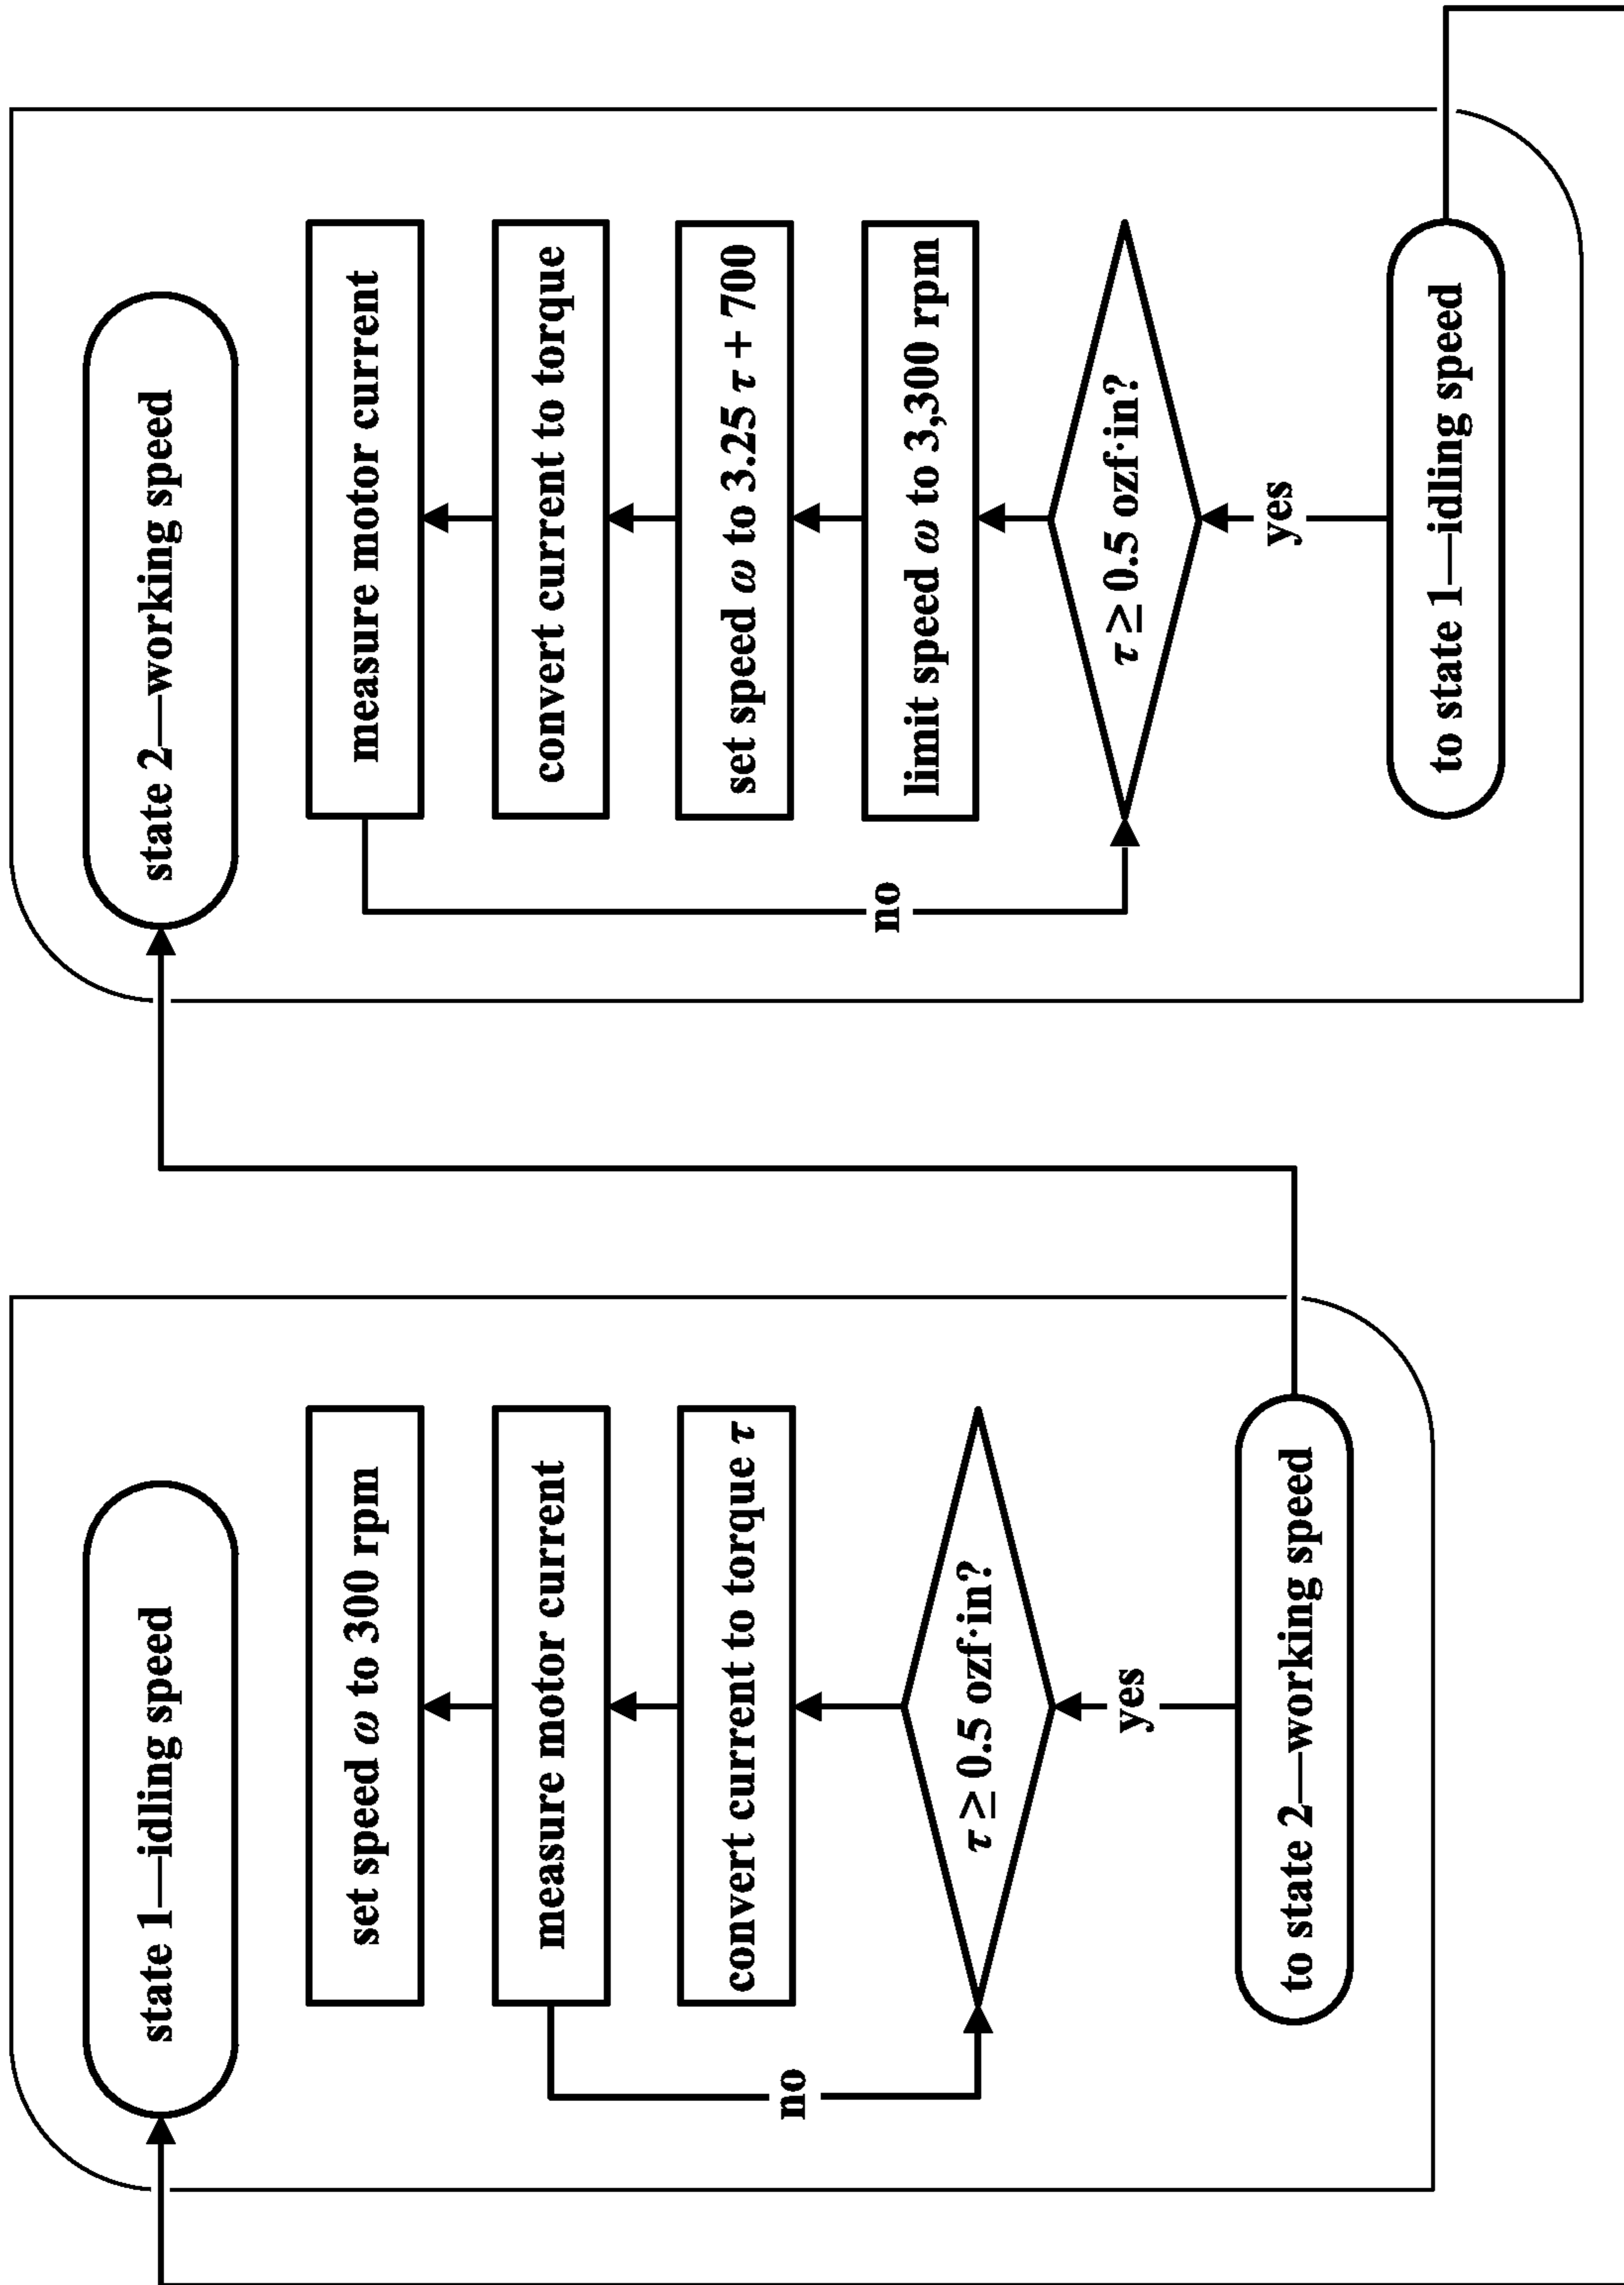 state 1—idling speed
set speed ω to 300 rpm
measure motor current
convert current to torque τ
τ ≥ 0.5 ozf·in?
no
yes
to state 2—working speed
state 2—working speed
measure motor current
convert current to torque
set speed ω to 3.25 τ + 700
limit speed ω to 3,300 rpm
τ ≥ 0.5 ozf·in?
no
yes
to state 1—idling speed